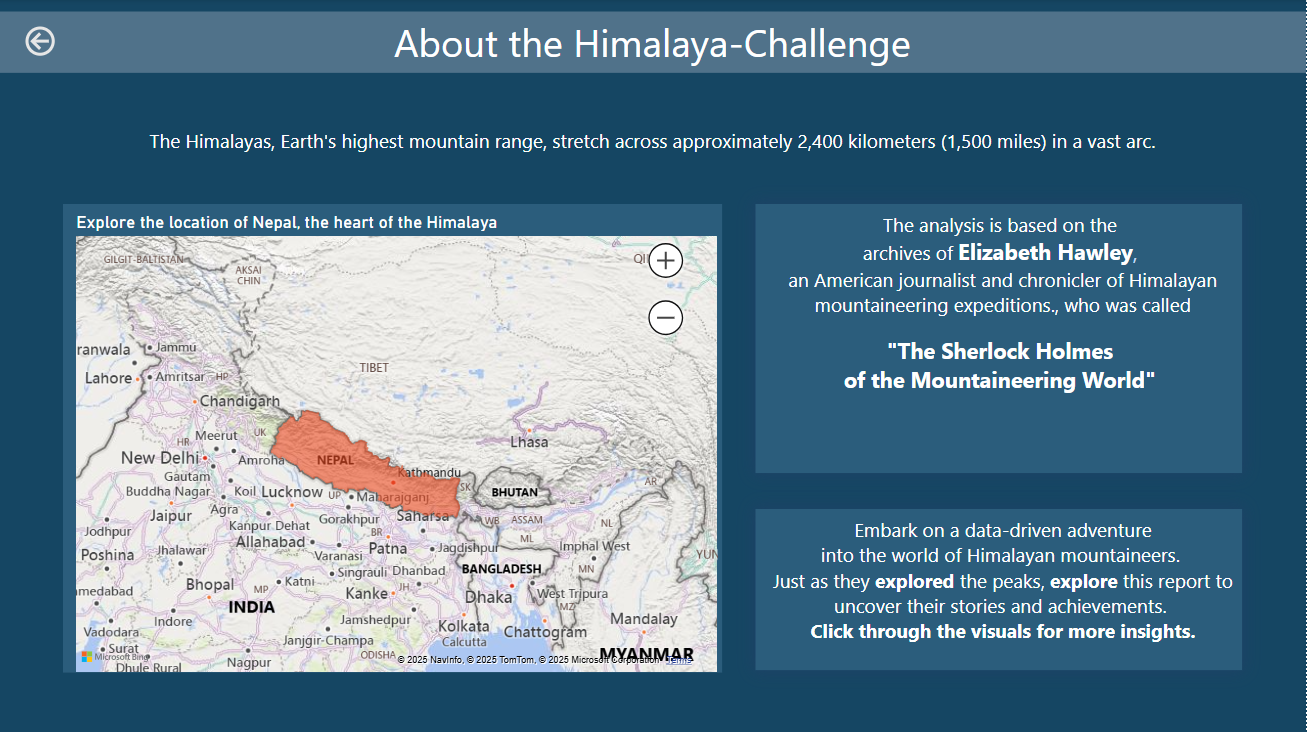 About the Himalaya-Challenge
The Himalayas, Earth's highest mountain range, stretch across approximately 2,400 kilometers (1,500 miles) in a vast arc.
Explore the location of Nepal, the heart of the Himalaya
GILGIT-BALTISTAN
AKSAI
CHIN
QI
ranwala
Jammu
Lahore
Amritsar
HP
TIBET
Chandigarh
UK
HR
Meerut
Lhasa
New Delhi
Amroha
NEPAL
Kathmandu
Gautam
Buddha Nagar
Koil
Lucknow
UP
Maharajganj
SK
BHUTAN
AR
Jaipur
Agra
Gorakhpur
Saharsa
WB
ASSAM
NL
Jodhpur
Kanpur Dehat
BR
ML
Poshina
Jhalawar
Allahabad
Varanasi
Patna
Jagdishpur
Imphal West
YUN
Singrauli
Dhanbad
BANGLADESH
MN
amedabad
Bhopal
MP
Katni
JH
Kanke
Dhaka
West Tripura
MZ
INDIA
Indore
Jamshedpur
Kolkata
Calcutta
Chattogram
Mandalay
Vadodara
Janjgir-Champa
Surat
ODISHA
MYANMAR
Microsoft Bing
Dhule Rural
Nagpur
© 2025 NavInfo, © 2025 TomTom, © 2025 Microsoft Corporation Terms
The analysis is based on the
archives of Elizabeth Hawley,
an American journalist and chronicler of Himalayan
mountaineering expeditions., who was called
"The Sherlock Holmes
of the Mountaineering World"
Embark on a data-driven adventure
into the world of Himalayan mountaineers.
Just as they explored the peaks, explore this report to
uncover their stories and achievements.
Click through the visuals for more insights.